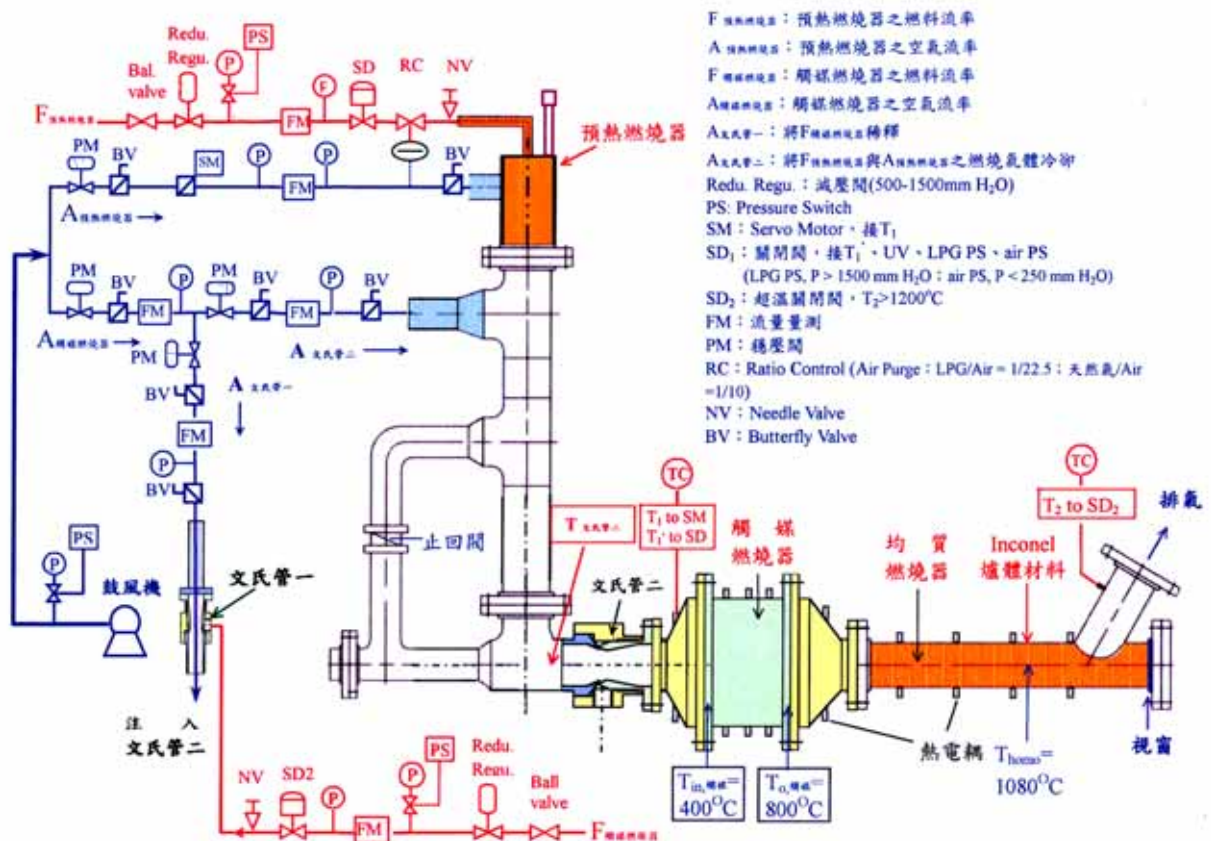 F 預熱燃燒器：預熱燃燒器之燃料流率
A 預熱燃燒器：預熱燃燒器之空氣流率
F 觸媒燃燒器：觸媒燃燒器之燃料流率
A觸媒燃燒器：觸媒燃燒器之空氣流率
A文氏管一：將F觸媒燃燒器稀釋
A文氏管二：將F預熱燃燒器與A預熱燃燒器之燃燒氣體冷卻
Redu. Regu.：減壓閥(500-1500mm H₂O)
PS: Pressure Switch
SM：Servo Motor，接T₁
SD₁：關閉閥，接T₁'、UV、LPG PS、air PS
(LPG PS, P > 1500 mm H₂O；air PS, P < 250 mm H₂O)
SD₂：超溫關閉閥，T₂>1200°C
FM：流量量測
PM：穩壓閥
RC：Ratio Control (Air Purge：LPG/Air = 1/22.5；天然氣/Air
=1/10)
NV：Needle Valve
BV：Butterfly Valve
Redu.
Regu.
PS
P
Bal.
valve
F
SD
RC
NV
F預熱燃燒器
FM
預熱燃燒器
PM
BV
SM
P
FM
P
BV
A預熱燃燒器
PM
BV
FM
P
PM
BV
FM
P
BV
A觸媒燃燒器
A 文氏管二
PM
BV
A 文氏管一
FM
P
BV
PS
P
鼓風機
文氏管一
注 入
文氏管二
止回閥
T 文氏管二
TC
T₁ to SM
T₁' to SD
文氏管二
觸 媒
燃燒器
均 質
燃燒器
Inconel
爐體材料
TC
T₂ to SD₂
排氣
視窗
熱電耦
Tin,觸媒=
400°C
To,觸媒=
800°C
Thomo=
1080°C
NV
SD2
P
FM
P
PS
Redu.
Regu.
Ball
valve
F觸媒燃燒器